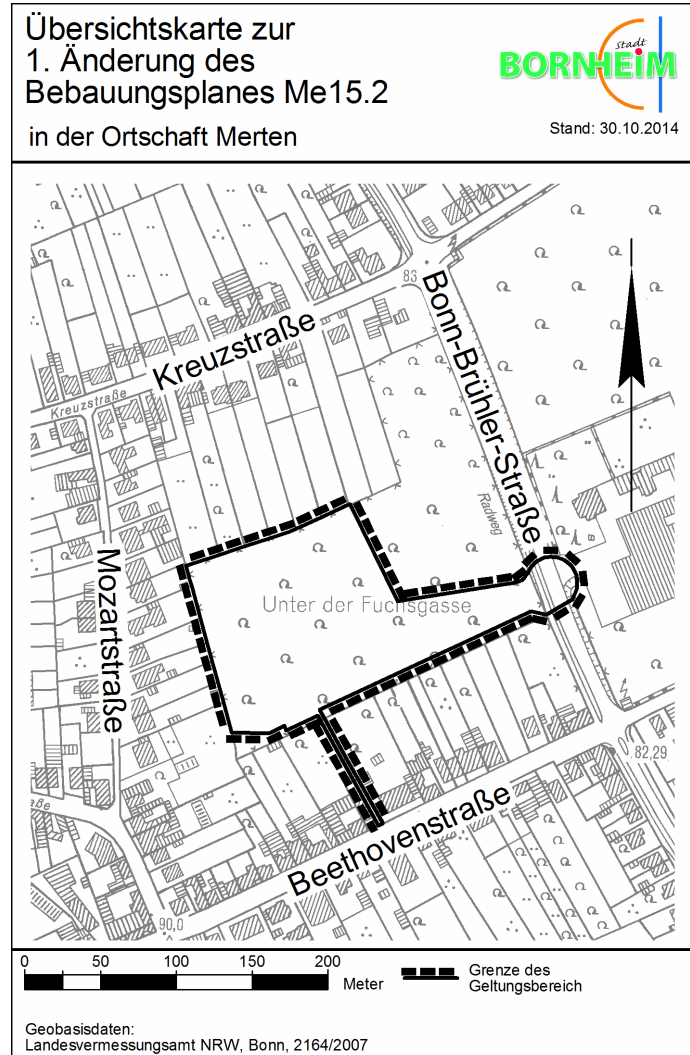 Übersichtskarte zur
1. Änderung des
Bebauungsplanes Me15.2
in der Ortschaft Merten
stadt
BORNHEiM
Stand: 30.10.2014
83
Bonn-Brühler-Straße
Kreuzstraße
Kreuzstraße
Radweg
Mozartstraße
Unter der Fuchsgasse
82,29
Beethovenstraße
aße
90,0
0 50 100 150 200
Meter
Grenze des
Geltungsbereich
Geobasisdaten:
Landesvermessungsamt NRW, Bonn, 2164/2007